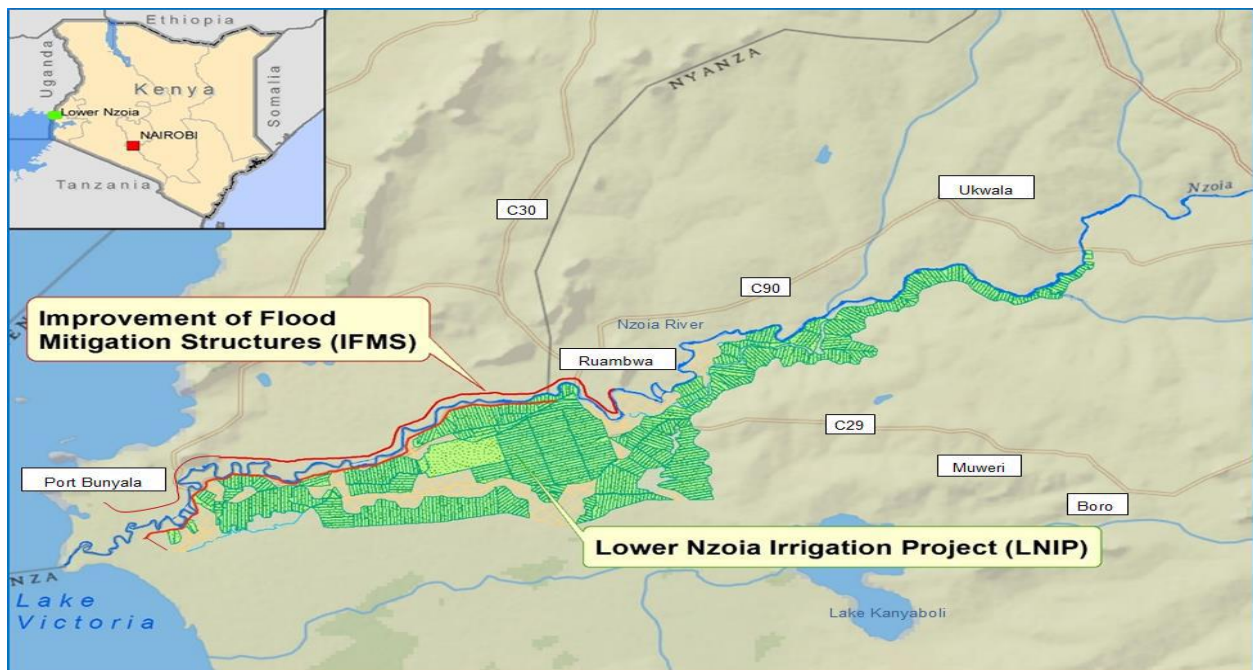 Ethiopia
Uganda
Kenya
Somalia
Lower Nzoia
NAIROBI
Tanzania
NYANZA
Ukwala
Nzoia
C30
C90
Improvement of Flood
Mitigation Structures (IFMS)
Nzoia River
Ruambwa
C29
Muweri
Port Bunyala
Boro
Lower Nzoia Irrigation Project (LNIP)
NZA
Lake
Victoria
Lake Kanyaboli